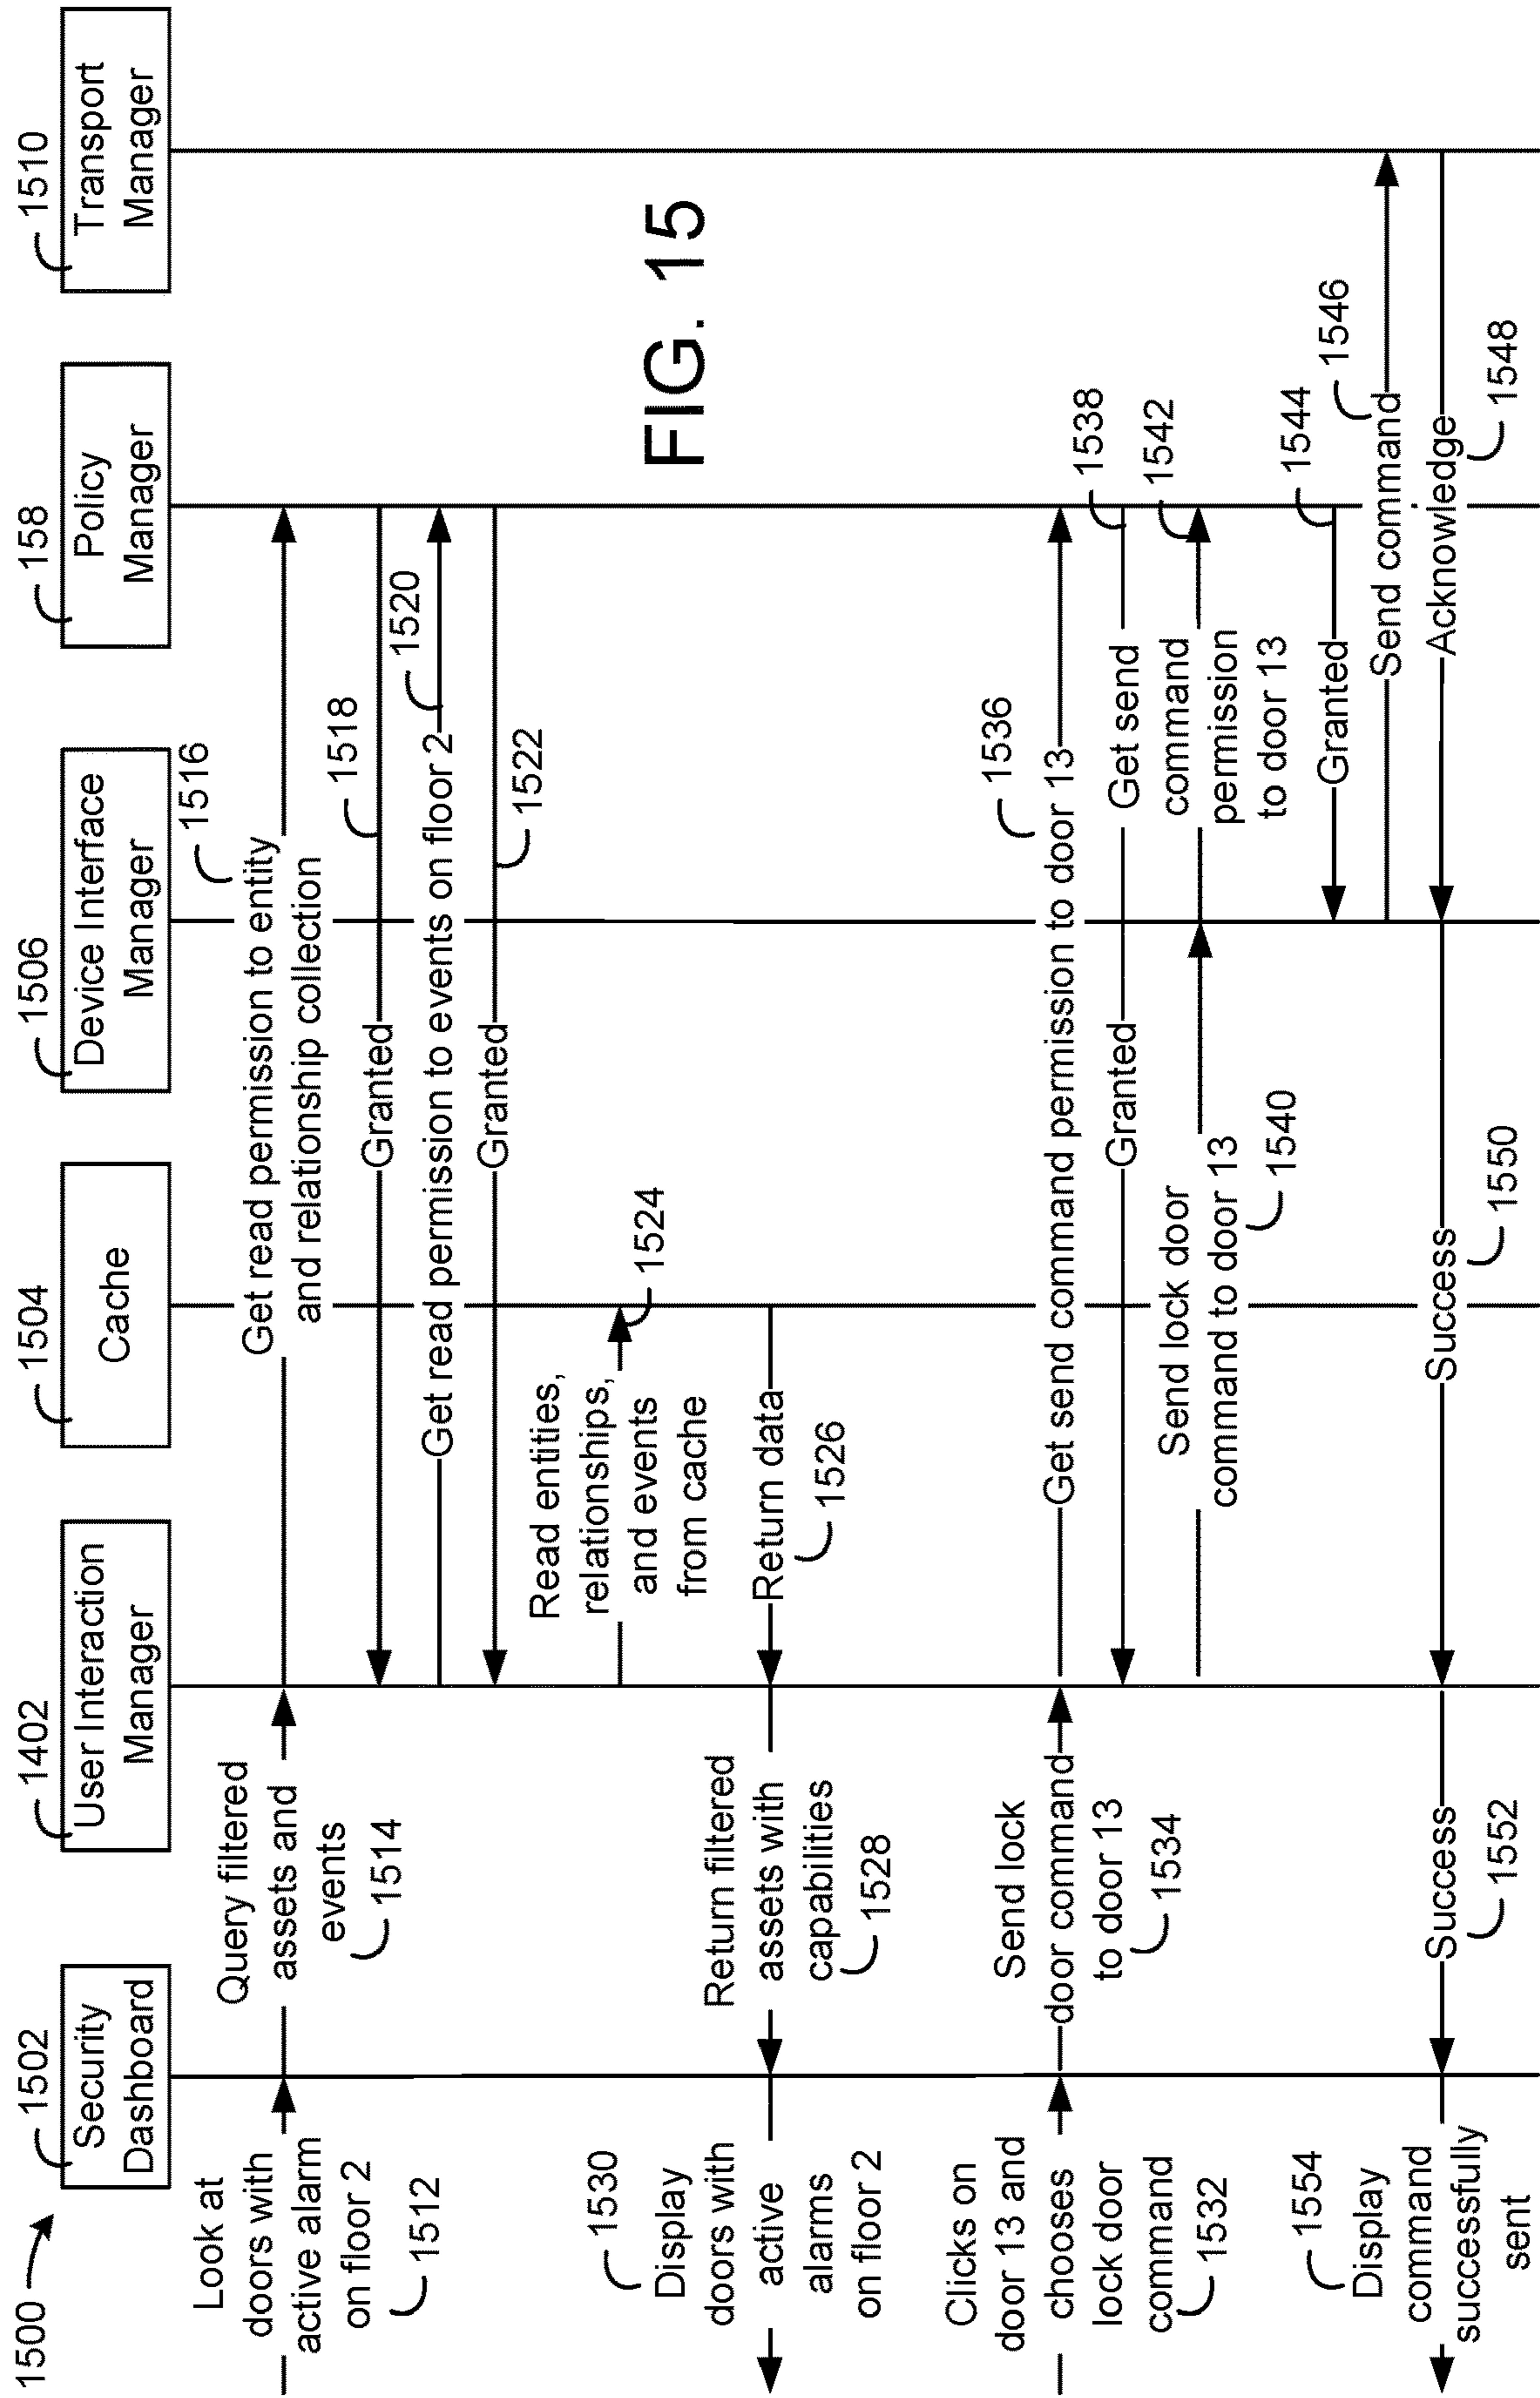 1500
1502
Security
Dashboard
1402
User Interaction
Manager
1504
Cache
1506
Device Interface
Manager
158
Policy
Manager
1510
Transport
Manager
Look at
doors with
active alarm
on floor 2
1512
Query filtered
assets and
events
1514
Get read permission to entity
and relationship collection
1516
Granted
1518
Get read permission to events on floor 2
1520
Granted
1522
Read entities,
relationships,
and events
from cache
1524
Return data
1526
Return filtered
assets with
capabilities
1528
1530
Display
doors with
active
alarms
on floor 2
FIG. 15
Clicks on
door 13 and
chooses
lock door
command
1532
Send lock
door command
to door 13
1534
Get send command permission to door 13
1536
Granted
1538
Send lock door
command to door 13
1540
Get send
command
permission
to door 13
1542
Granted
1544
Send command
1546
Acknowledge
1548
Success
1550
Success
1552
1554
Display
command
successfully
sent